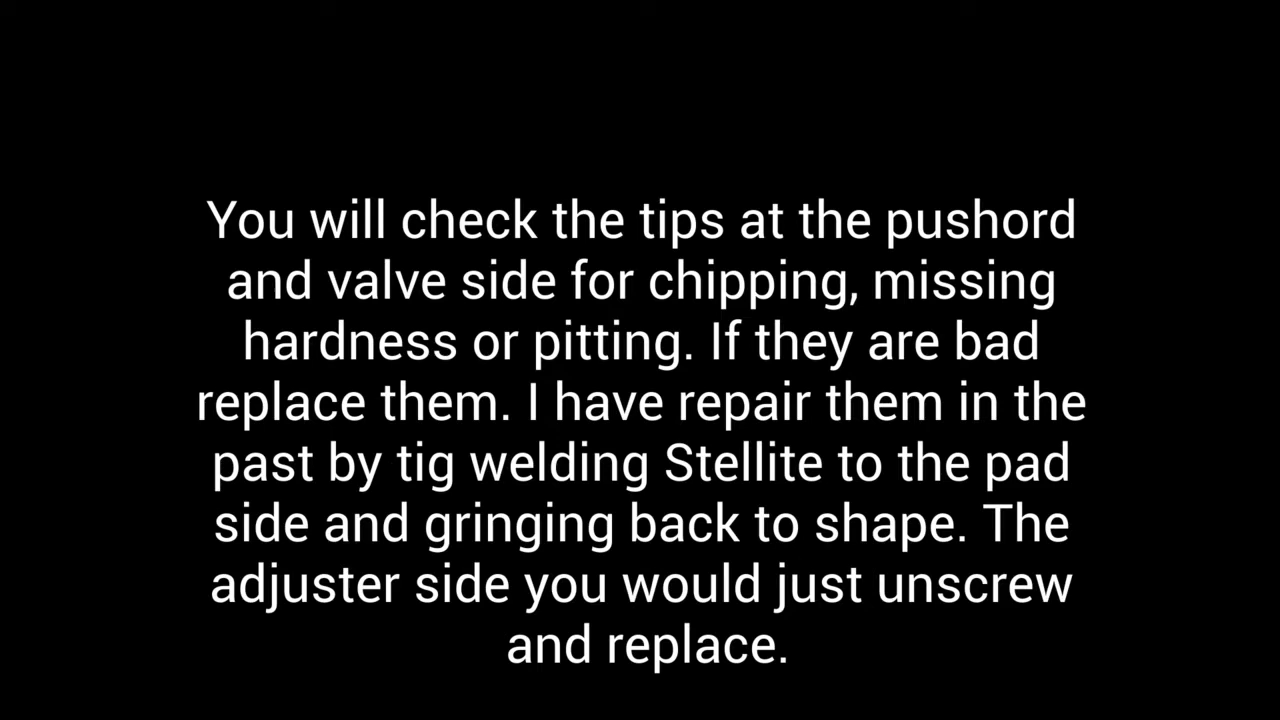 You will check the tips at the pushord
and valve side for chipping, missing
hardness or pitting. If they are bad
replace them. I have repair them in the
past by tig welding Stellite to the pad
side and gringing back to shape. The
adjuster side you would just unscrew
and replace.